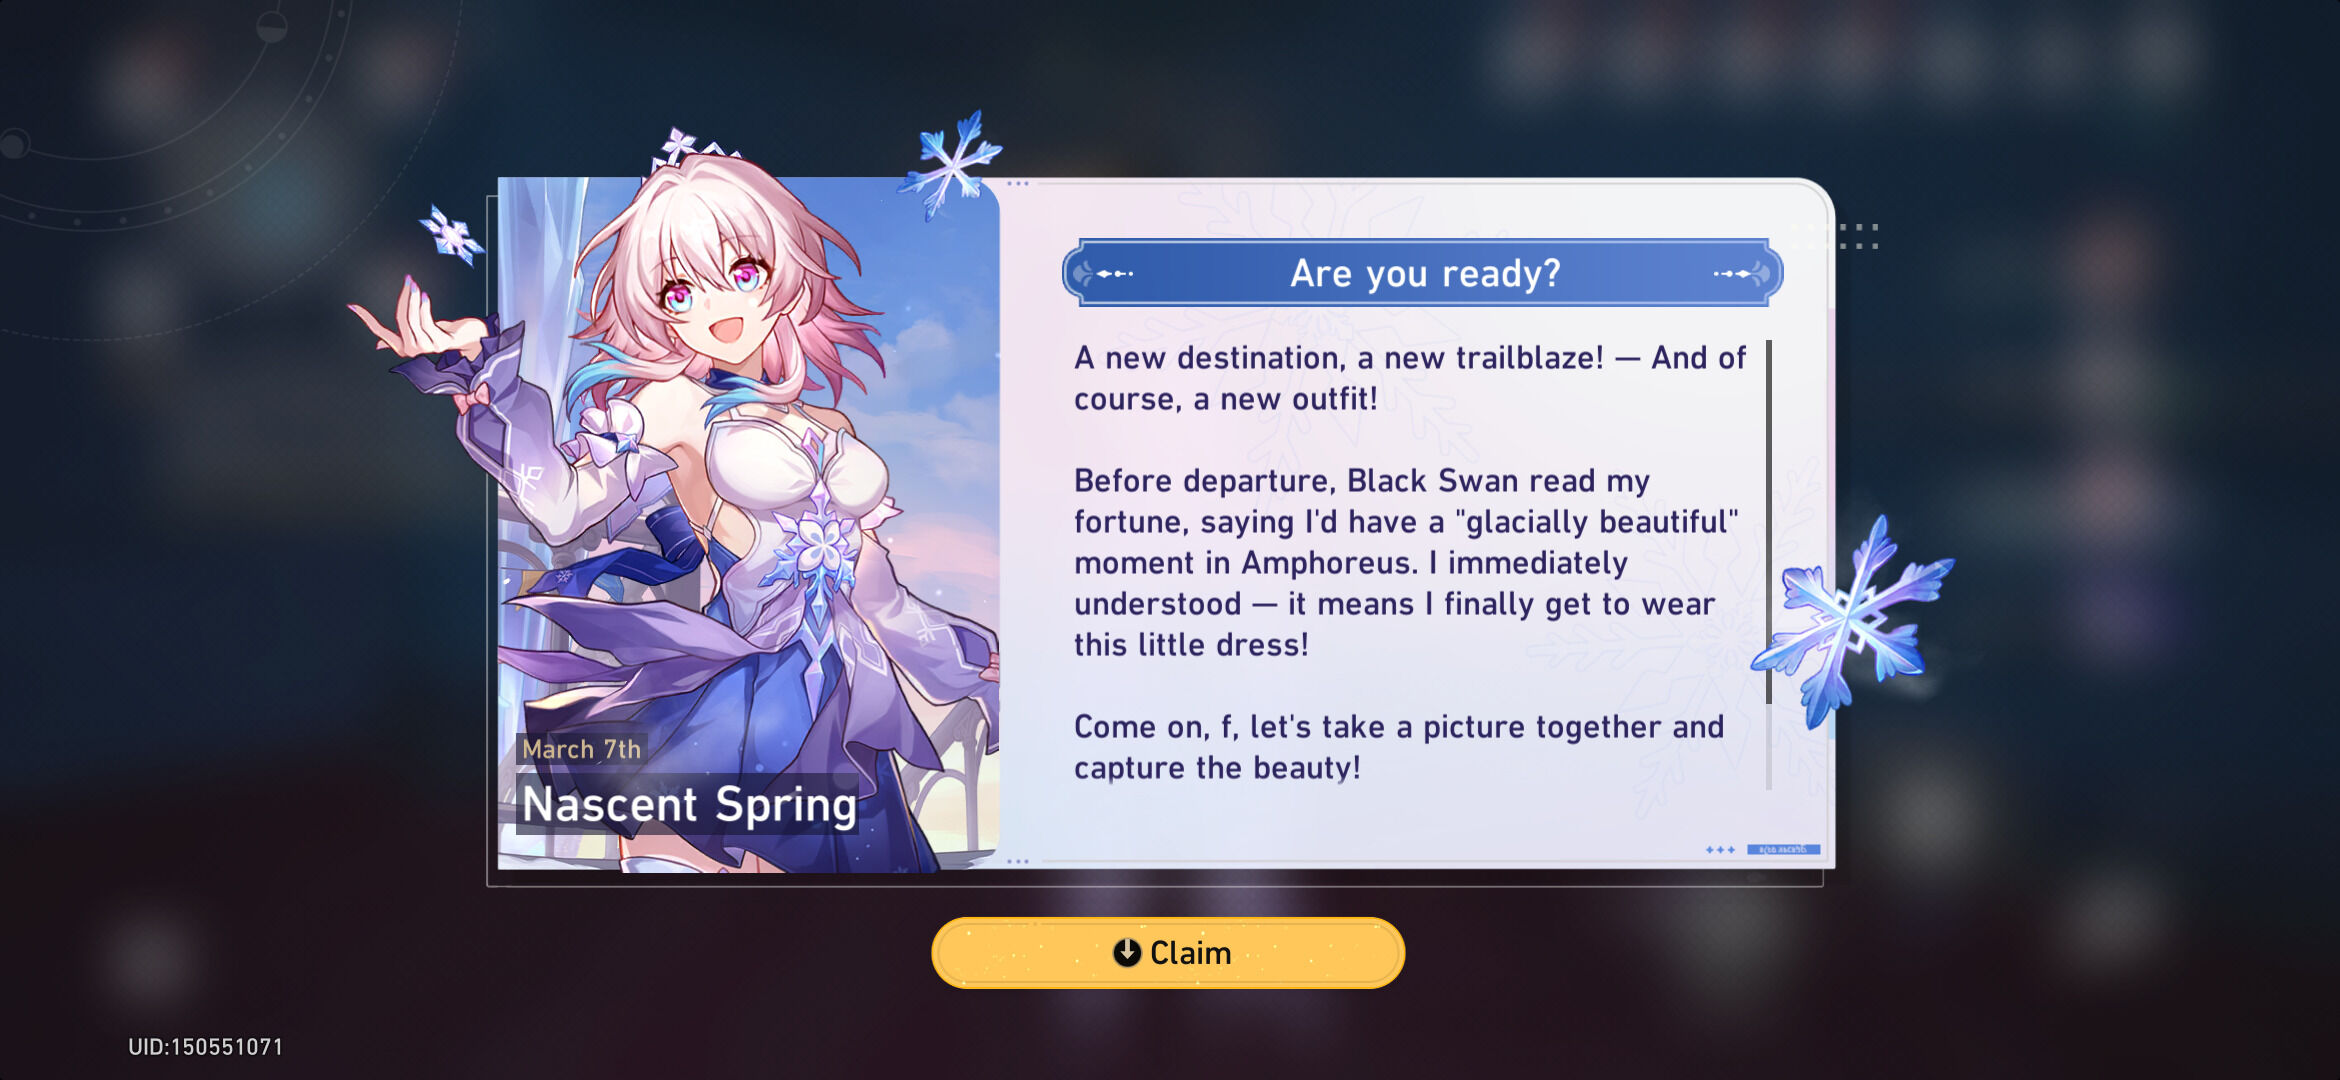 Are you ready?
A new destination, a new trailblaze! — And of
course, a new outfit!
Before departure, Black Swan read my
fortune, saying I'd have a "glacially beautiful"
moment in Amphoreus. I immediately
understood — it means I finally get to wear
this little dress!
Come on, f, let's take a picture together and
capture the beauty!
March 7th
Nascent Spring
Claim
UID:150551071